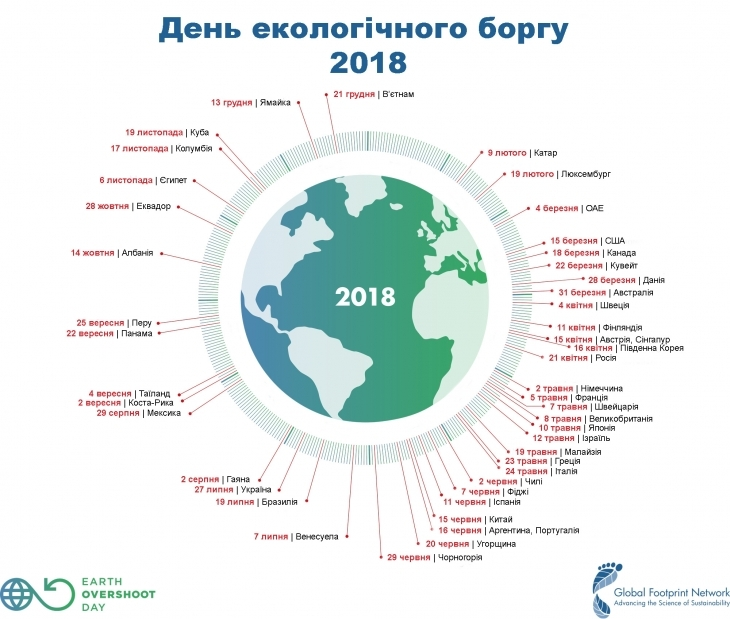 День екологічного боргу
2018
21 грудня | В'єтнам
13 грудня | Ямайка
19 листопада | Куба
17 листопада | Колумбія
6 листопада | Єгипет
28 жовтня | Еквадор
14 жовтня | Албанія
25 вересня | Перу
22 вересня | Панама
4 вересня | Таїланд
2 вересня | Коста-Рика
29 серпня | Мексика
2 серпня | Гаяна
27 липня | Україна
19 липня | Бразилія
7 липня | Венесуела
9 лютого | Катар
19 лютого | Люксембург
4 березня | ОАЕ
15 березня | США
18 березня | Канада
22 березня | Кувейт
28 березня | Данія
31 березня | Австралія
4 квітня | Швеція
11 квітня | Фінляндія
15 квітня | Австрія, Сінгапур
16 квітня | Південна Корея
21 квітня | Росія
2 травня | Німеччина
5 травня | Франція
7 травня | Швейцарія
8 травня | Великобританія
10 травня | Японія
12 травня | Ізраїль
19 травня | Малайзія
23 травня | Греція
24 травня | Італія
2 червня | Чилі
7 червня | Фіджі
11 червня | Іспанія
15 червня | Китай
16 червня | Аргентина, Португалія
20 червня | Угорщина
29 червня | Чорногорія
2018
EARTH
OVERSHOOT
DAY
Global Footprint Network
Advancing the Science of Sustainability